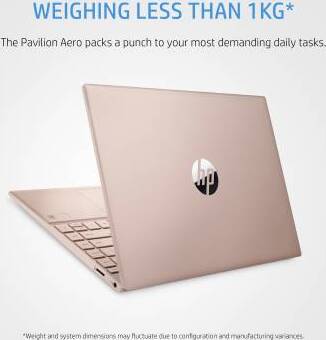 WEIGHING LESS THAN 1KG*
The Pavilion Aero packs a punch to your most demanding daily tasks.
hp
*Weight and system dimensions may fluctuate due to configuration and manufacturing variances.